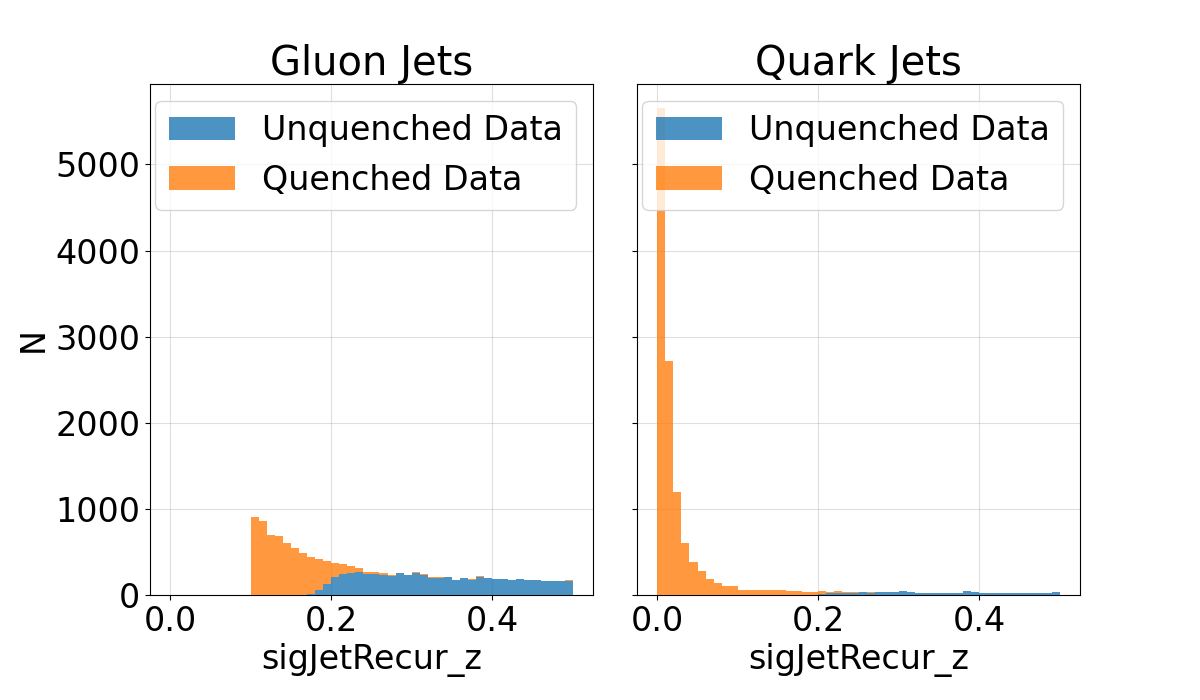 Gluon Jets
Quark Jets
Unquenched Data
Quenched Data
Unquenched Data
Quenched Data
5000
4000
3000
2000
1000
0
N
0.0 0.2 0.4
0.0 0.2 0.4
sigJetRecur_z
sigJetRecur_z